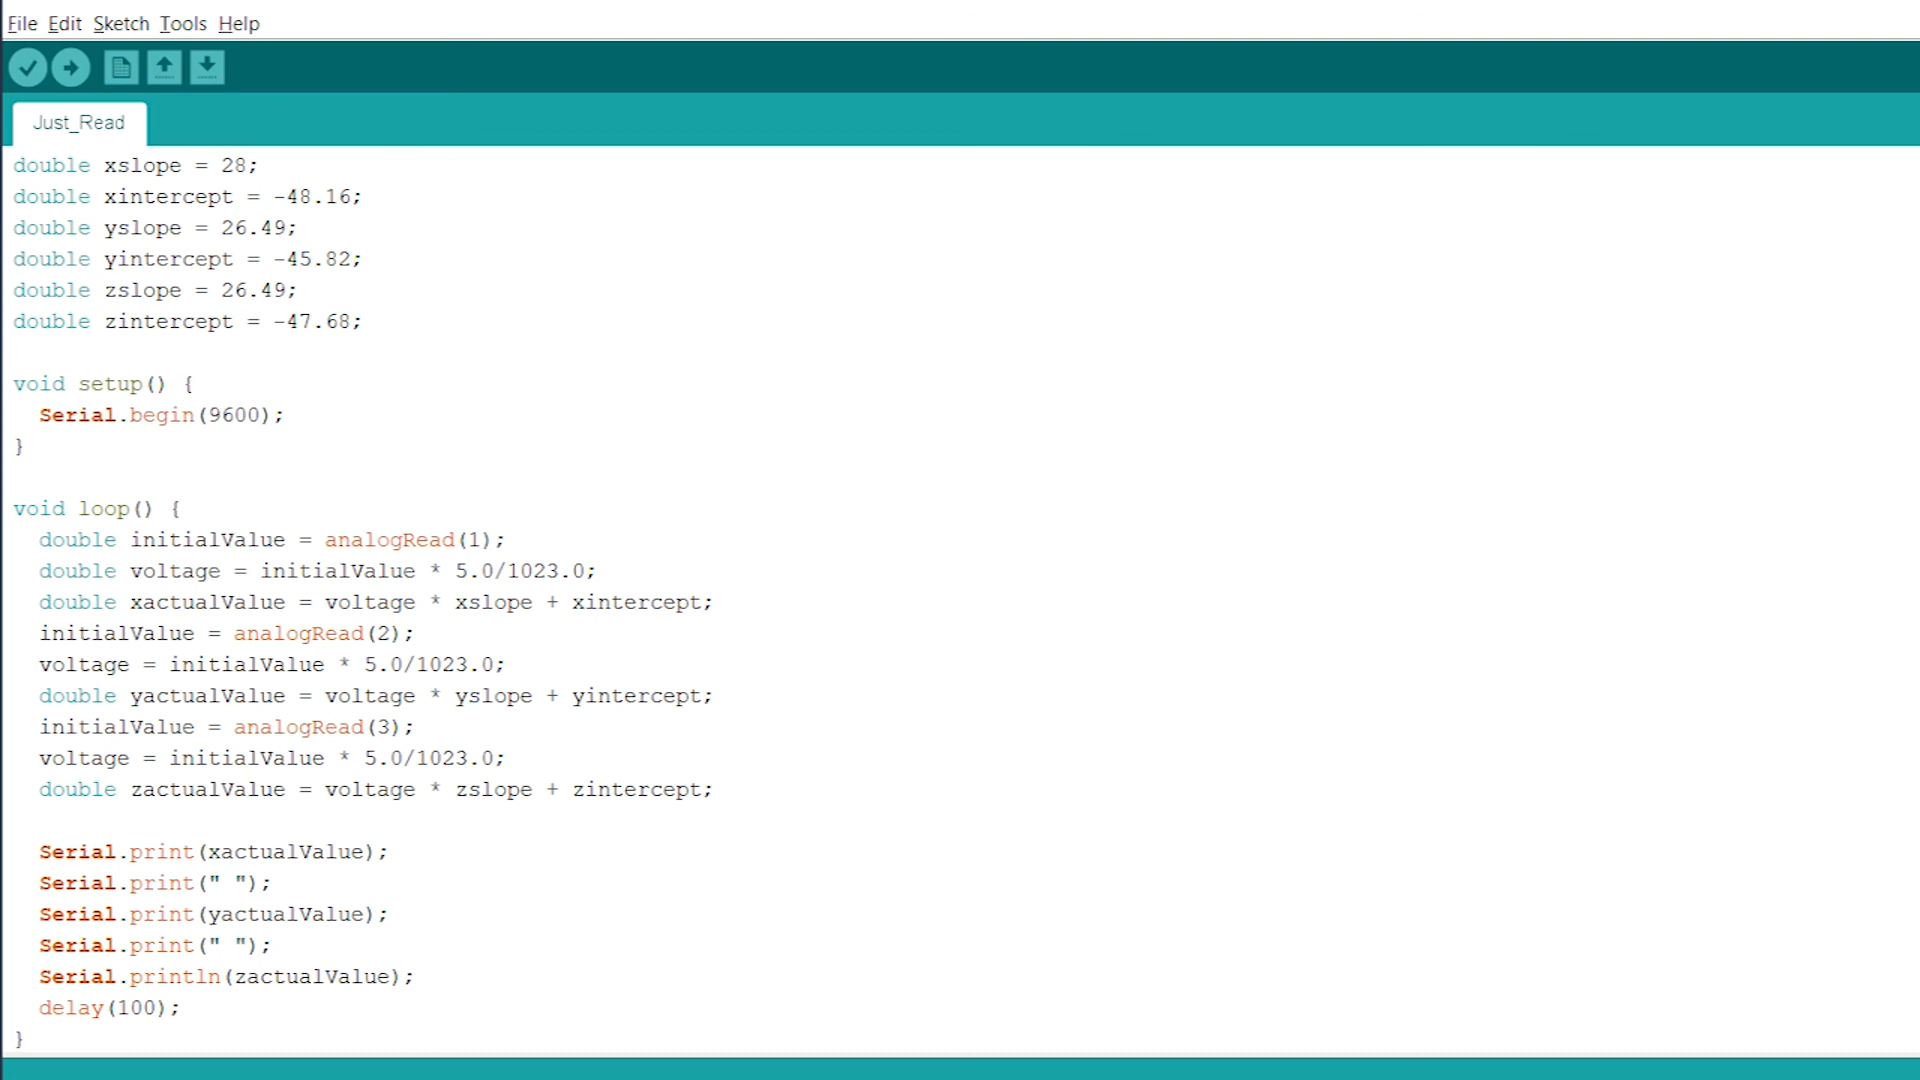 File Edit Sketch Tools Help
Just_Read
double xslope = 28;
double xintercept = -48.16;
double yslope = 26.49;
double yintercept = -45.82;
double zslope = 26.49;
double zintercept = -47.68;
void setup() {
  Serial.begin(9600);
}
void loop() {
  double initialValue = analogRead(1);
  double voltage = initialValue * 5.0/1023.0;
  double xactualValue = voltage * xslope + xintercept;
  initialValue = analogRead(2);
  voltage = initialValue * 5.0/1023.0;
  double yactualValue = voltage * yslope + yintercept;
  initialValue = analogRead(3);
  voltage = initialValue * 5.0/1023.0;
  double zactualValue = voltage * zslope + zintercept;
  Serial.print(xactualValue);
  Serial.print(" ");
  Serial.print(yactualValue);
  Serial.print(" ");
  Serial.println(zactualValue);
  delay(100);
}